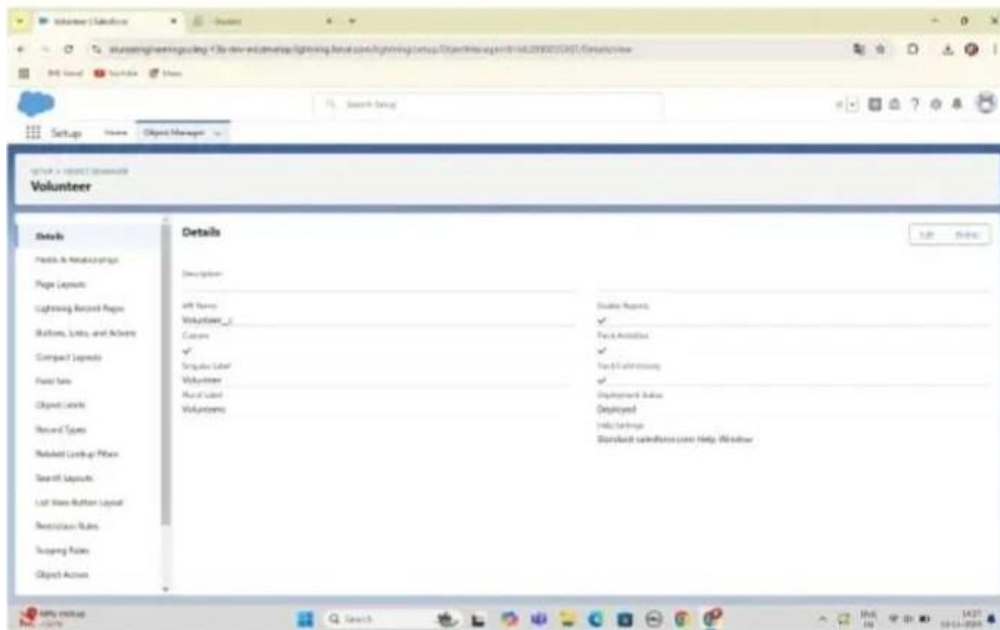 Volunteer | Salesforce
Search Setup
Setup Home Object Manager
SETUP > OBJECT MANAGER
Volunteer
Details
Fields & Relationships
Page Layouts
Lightning Record Pages
Buttons, Links, and Actions
Compact Layouts
Field Sets
Object Limits
Record Types
Related Lookup Filters
Search Layouts
List View Button Layout
Restriction Rules
Scoping Rules
Object Access
Details
Edit Delete
Description
API Name
Volunteer__c
Custom
Singular Label
Volunteer
Plural Label
Volunteers
Enable Reports
Track Activities
Track Field History
Deployment Status
Deployed
Help Settings
Standard salesforce.com Help Window
Search